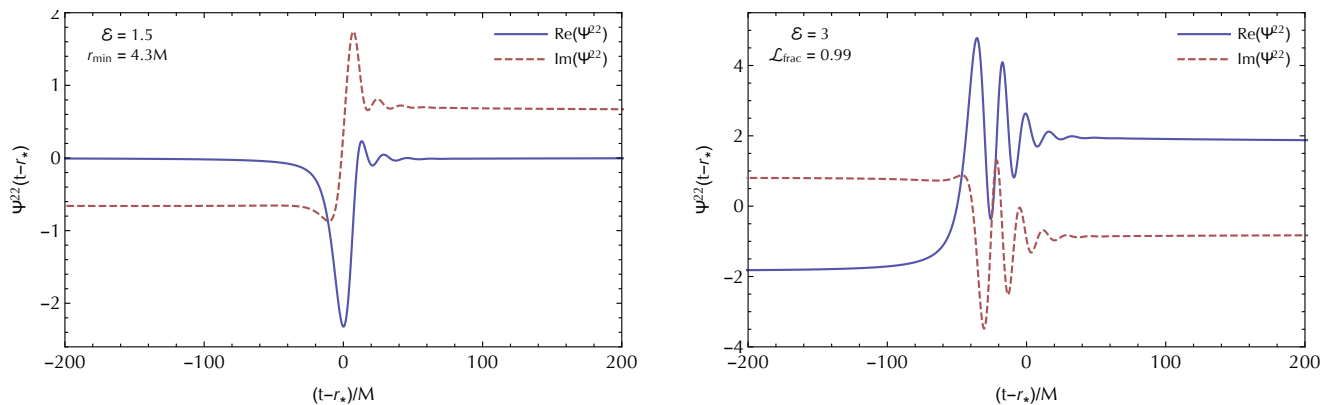 ℰ = 1.5
r_min = 4.3M
Re(Ψ²²)
Im(Ψ²²)
2
1
0
−1
−2
Ψ²²(t−r⋆)
−200
−100
0
100
200
(t−r⋆)/M
ℰ = 3
ℒ_frac = 0.99
Re(Ψ²²)
Im(Ψ²²)
4
2
0
−2
−4
Ψ²²(t−r⋆)
−200
−100
0
100
200
(t−r⋆)/M